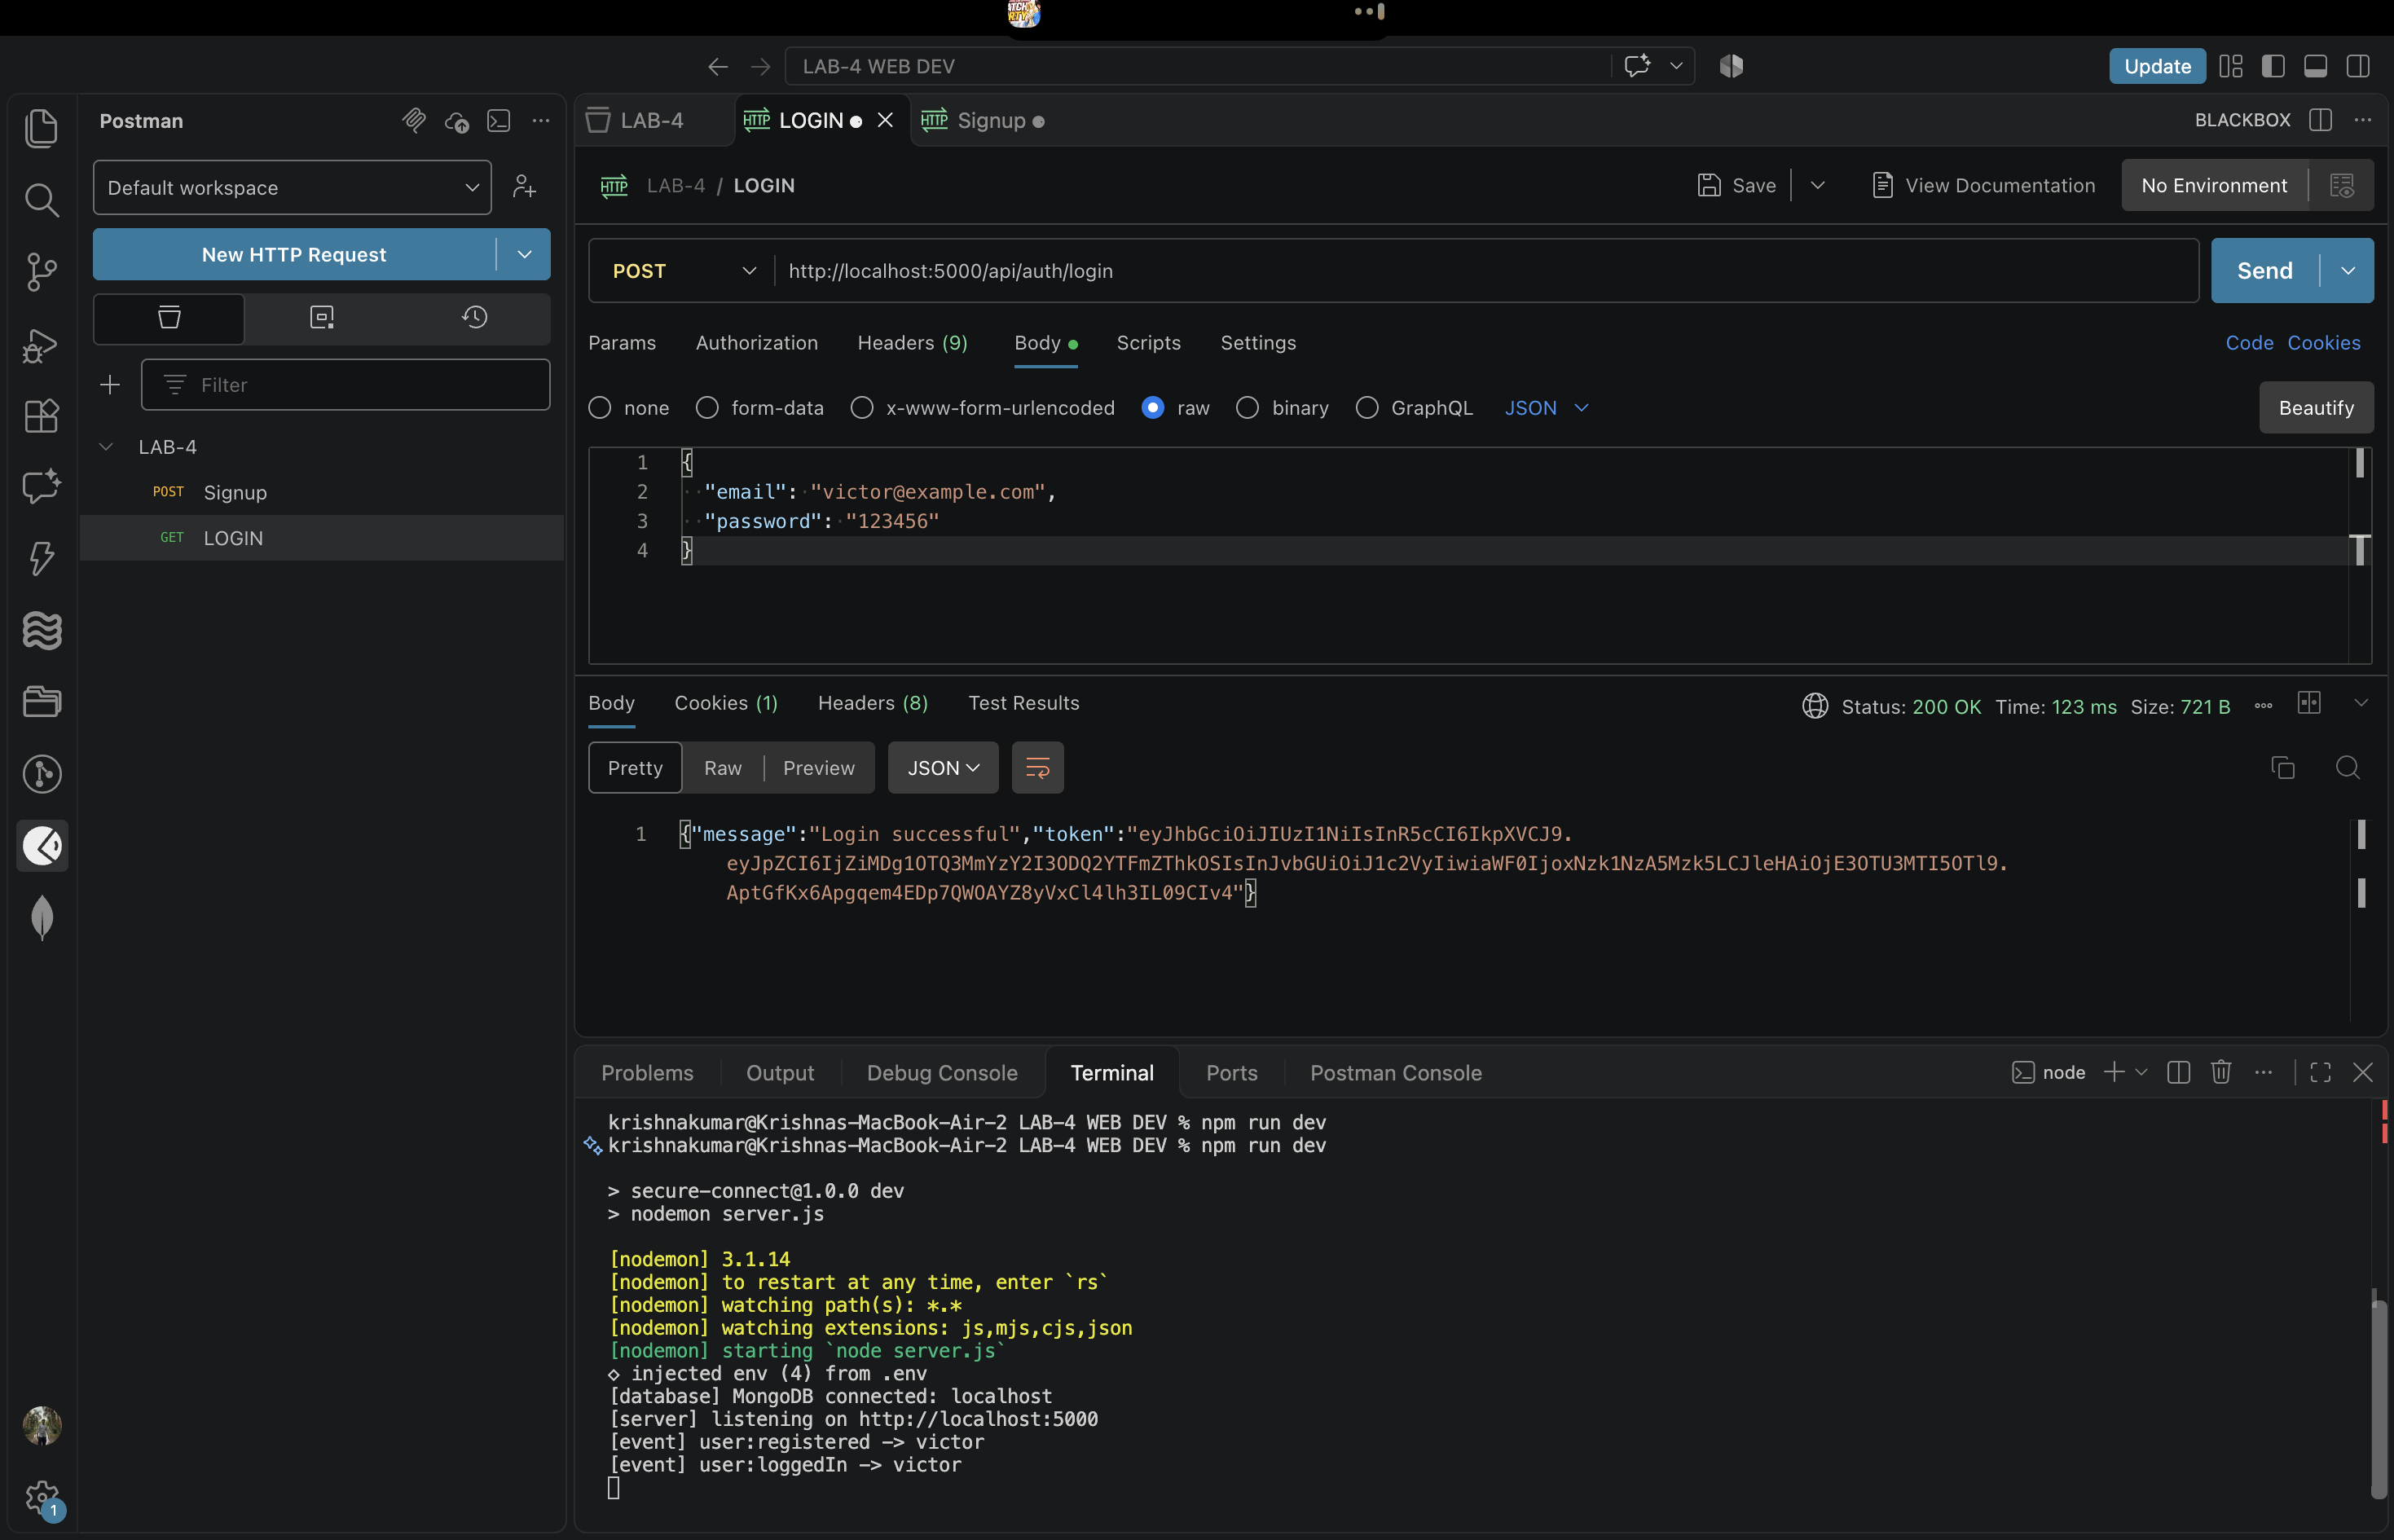 LAB-4 WEB DEV
Update
Postman
LAB-4
HTTP LOGIN
HTTP Signup
BLACKBOX
Default workspace
HTTP LAB-4 / LOGIN
Save
View Documentation
No Environment
New HTTP Request
POST
http://localhost:5000/api/auth/login
Send
Params
Authorization
Headers (9)
Body
Scripts
Settings
Code
Cookies
Filter
none
form-data
x-www-form-urlencoded
raw
binary
GraphQL
JSON
Beautify
LAB-4
POST Signup
GET LOGIN
1 {
2 "email": "victor@example.com",
3 "password": "123456"
4 }
Body
Cookies (1)
Headers (8)
Test Results
Status: 200 OK Time: 123 ms Size: 721 B
Pretty
Raw
Preview
JSON
1 {"message":"Login successful","token":"eyJhbGciOiJIUzI1NiIsInR5cCI6IkpXVCJ9.
eyJpZCI6IjZiMDg1OTQ3MmYzY2I3ODQ2YTFmZThkOSIsInJvbGUiOiJ1c2VyIiwiaWF0IjoxNzk1NzA5Mzk5LCJleHAiOjE3OTU3MTI5OTl9.
AptGfKx6Apgqem4EDp7QWOAYZ8yVxCl4lh3IL09CIv4"}
Problems
Output
Debug Console
Terminal
Ports
Postman Console
node
krishnakumar@Krishnas-MacBook-Air-2 LAB-4 WEB DEV % npm run dev
krishnakumar@Krishnas-MacBook-Air-2 LAB-4 WEB DEV % npm run dev
> secure-connect@1.0.0 dev
> nodemon server.js
[nodemon] 3.1.14
[nodemon] to restart at any time, enter `rs`
[nodemon] watching path(s): *.*
[nodemon] watching extensions: js,mjs,cjs,json
[nodemon] starting `node server.js`
◇ injected env (4) from .env
[database] MongoDB connected: localhost
[server] listening on http://localhost:5000
[event] user:registered -> victor
[event] user:loggedIn -> victor
1